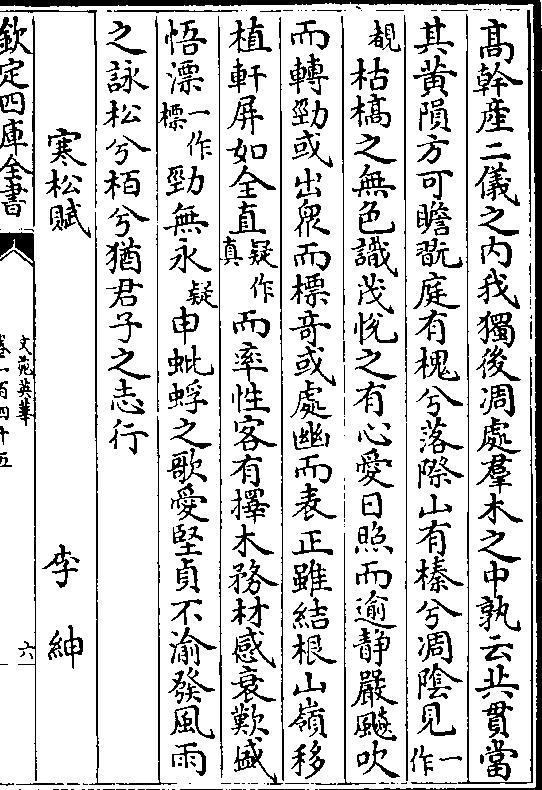 髙幹産二儀之内我獨後凋處羣木之中孰云共貫當
其黄隕方可瞻翫庭有槐兮落際山有榛兮凋陰見一作
覩枯槁之無色識茂恱之有心愛日照而逾静嚴飈吹
而轉勁或出衆而標竒或處幽而表正雖結根山嶺移
植軒屏如全直疑作真而率性客有擇木務材感衰歎盛
悟漂一作標勁無永疑申蚍蜉之歌愛堅貞不渝發風雨
之詠松兮栢兮猶君子之志行
寒松賦 李紳
欽定四庫全書
文苑英華
卷一百四十五
六